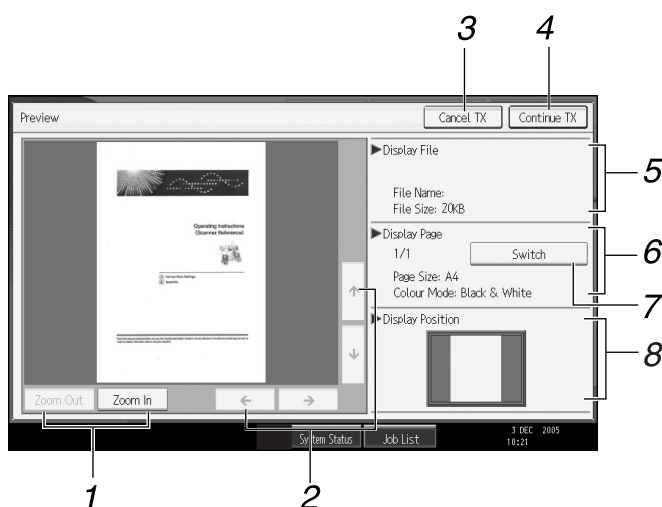 3
4
Preview
Cancel TX
Continue TX
▶Display File
5
File Name:
File Size: 20KB
Operating Instructions
(Scanner Reference)
▶Display Page
6
1/1
Switch
Page Size: A4
Colour Mode: Black & White
7
▶Display Position
8
Zoom Out
Zoom In
System Status
Job List
3 DEC 2005
10:21
1
2